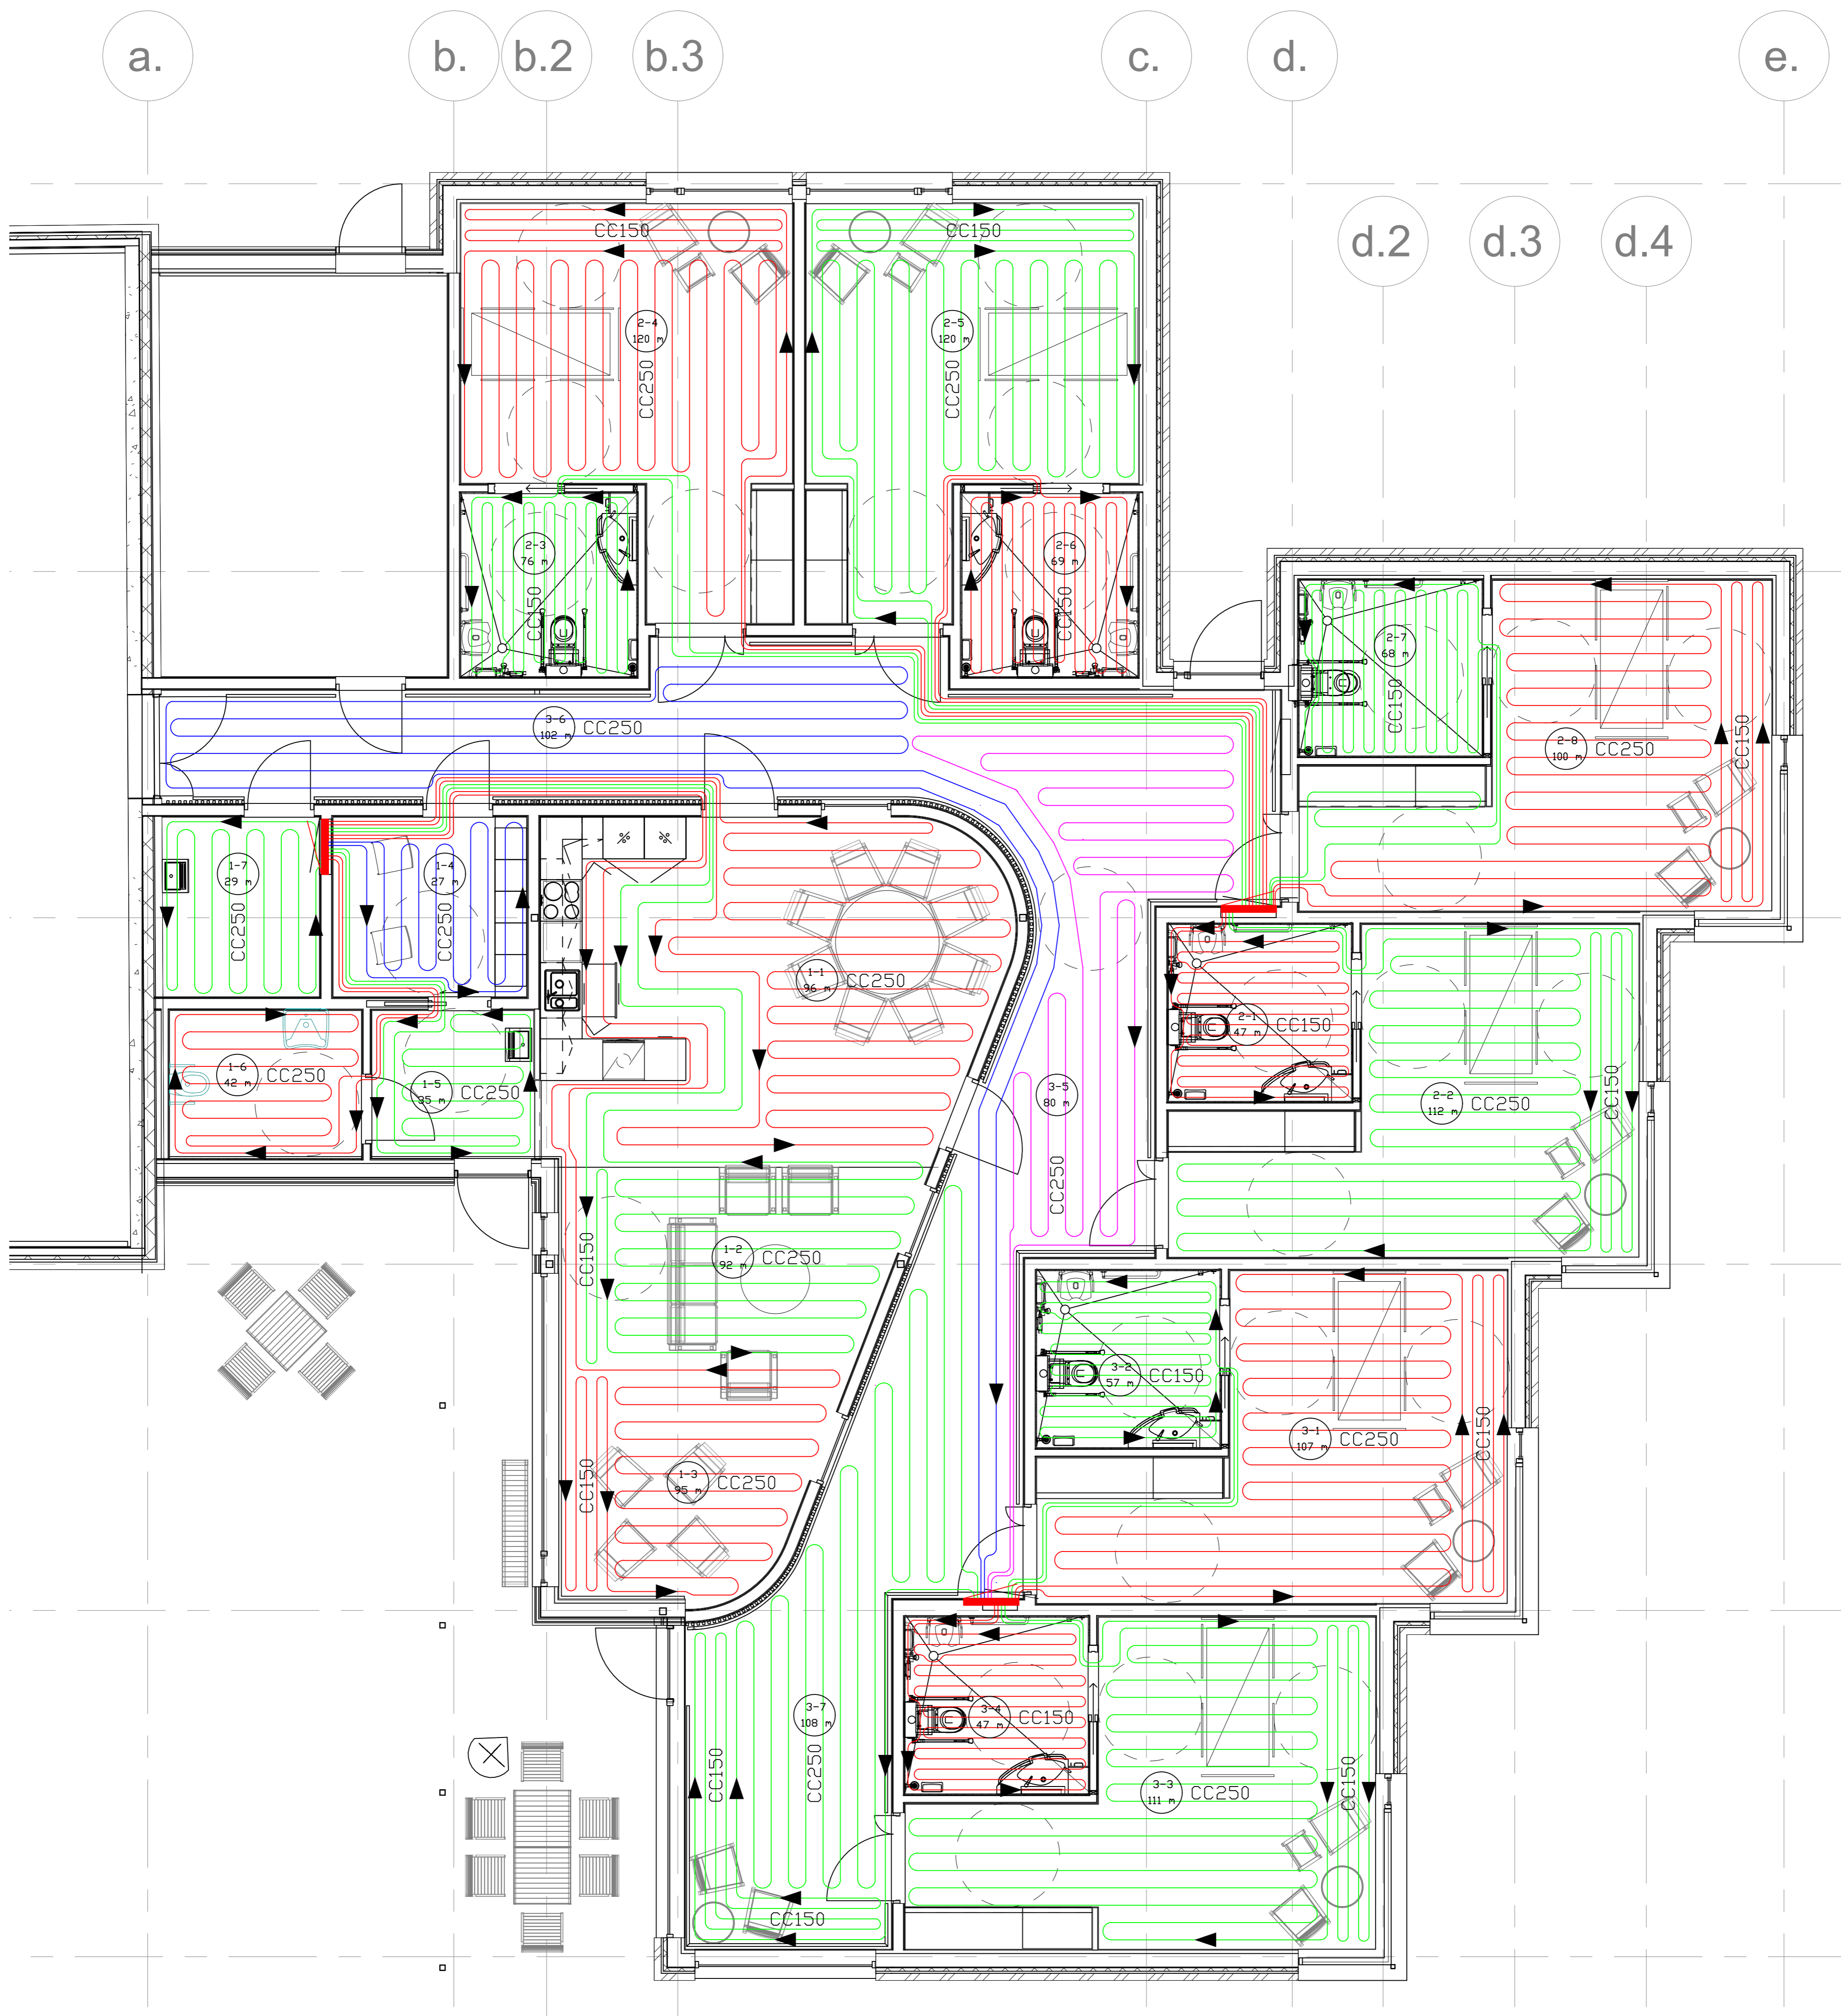 a.
b.
b.2
b.3
c.
d.
e.
d.2
d.3
d.4
CC150
CC150
2-4
120 m
CC250
2-5
120 m
CC250
2-3
76 m
CC150
2-6
69 m
CC150
2-7
68 m
CC150
2-8
100 m
CC250
CC150
3-6
102 m
CC250
1-7
29 m
CC250
1-4
27 m
CC250
1-1
96 m
CC250
2-1
47 m
CC150
1-6
42 m
CC250
1-5
35 m
CC250
3-5
80 m
CC250
2-2
112 m
CC250
CC150
CC150
1-2
92 m
CC250
3-2
57 m
CC150
3-1
107 m
CC250
CC150
CC150
1-3
95 m
CC250
3-7
108 m
CC250
CC150
3-4
47 m
CC150
3-3
111 m
CC250
CC150
CC150